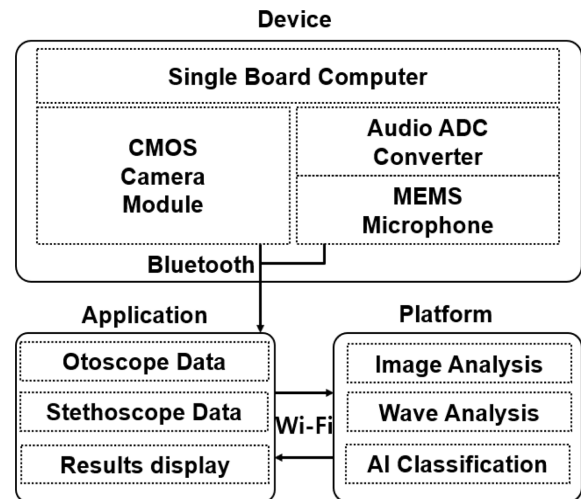 Device
Single Board Computer
CMOS
Camera
Module
Audio ADC
Converter
MEMS
Microphone
Bluetooth
Application
Otoscope Data
Stethoscope Data
Results display
Wi-Fi
Platform
Image Analysis
Wave Analysis
AI Classification